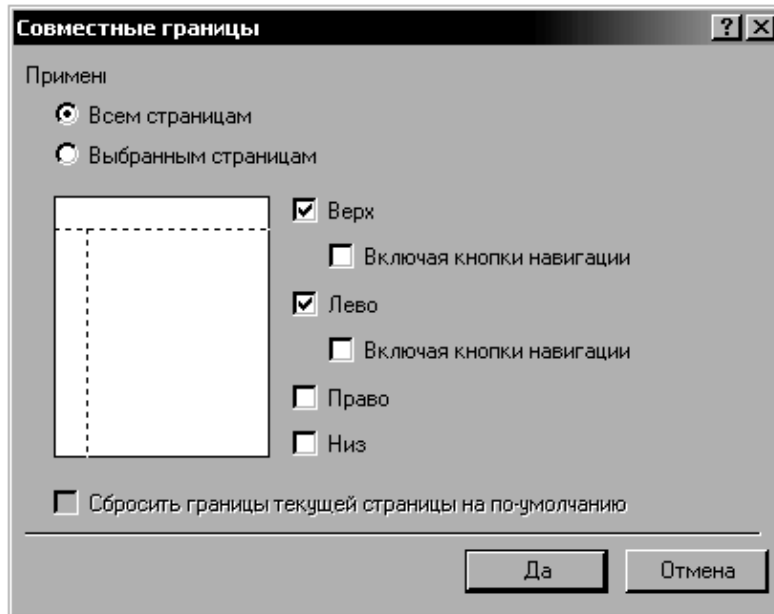 Совместные границы
Примені
Всем страницам
Выбранным страницам
Верх
Включая кнопки навигации
Лево
Включая кнопки навигации
Право
Низ
Сбросить границы текущей страницы на по-умолчанию
Да
Отмена